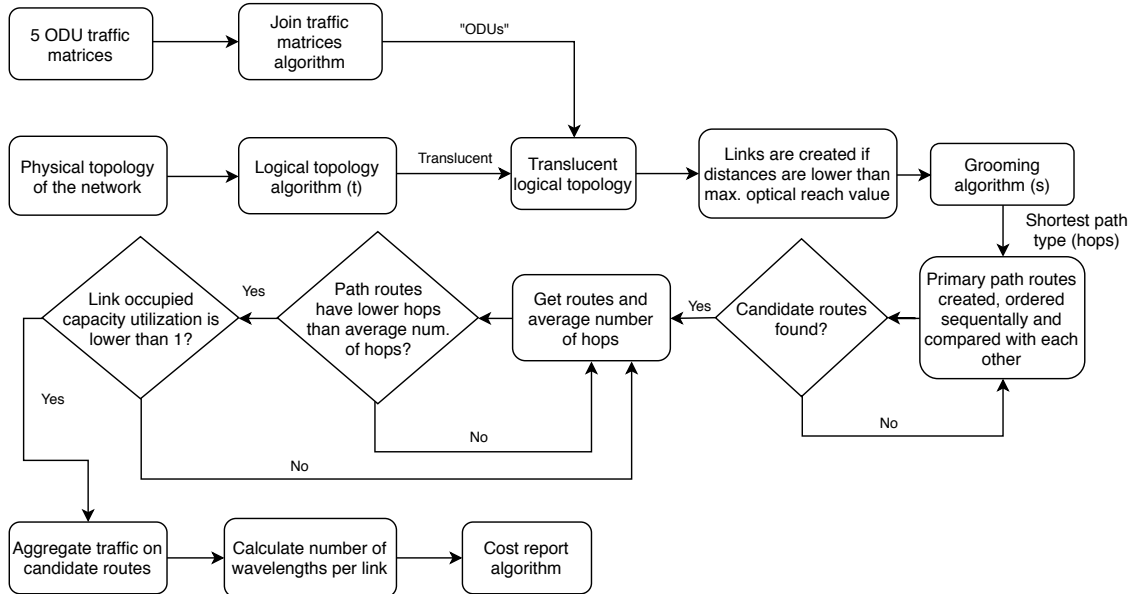 5 ODU traffic
matrices
Join traffic
matrices
algorithm
"ODUs"
Physical topology
of the network
Logical topology
algorithm (t)
Translucent
Translucent
logical topology
Links are created if
distances are lower than
max. optical reach value
Grooming
algorithm (s)
Shortest path
type (hops)
Primary path routes
created, ordered
sequentally and
compared with each
other
Candidate routes
found?
Yes
No
Get routes and
average number
of hops
Path routes
have lower hops
than average num.
of hops?
Yes
No
Link occupied
capacity utilization is
lower than 1?
Yes
No
Aggregate traffic on
candidate routes
Calculate number of
wavelengths per link
Cost report
algorithm